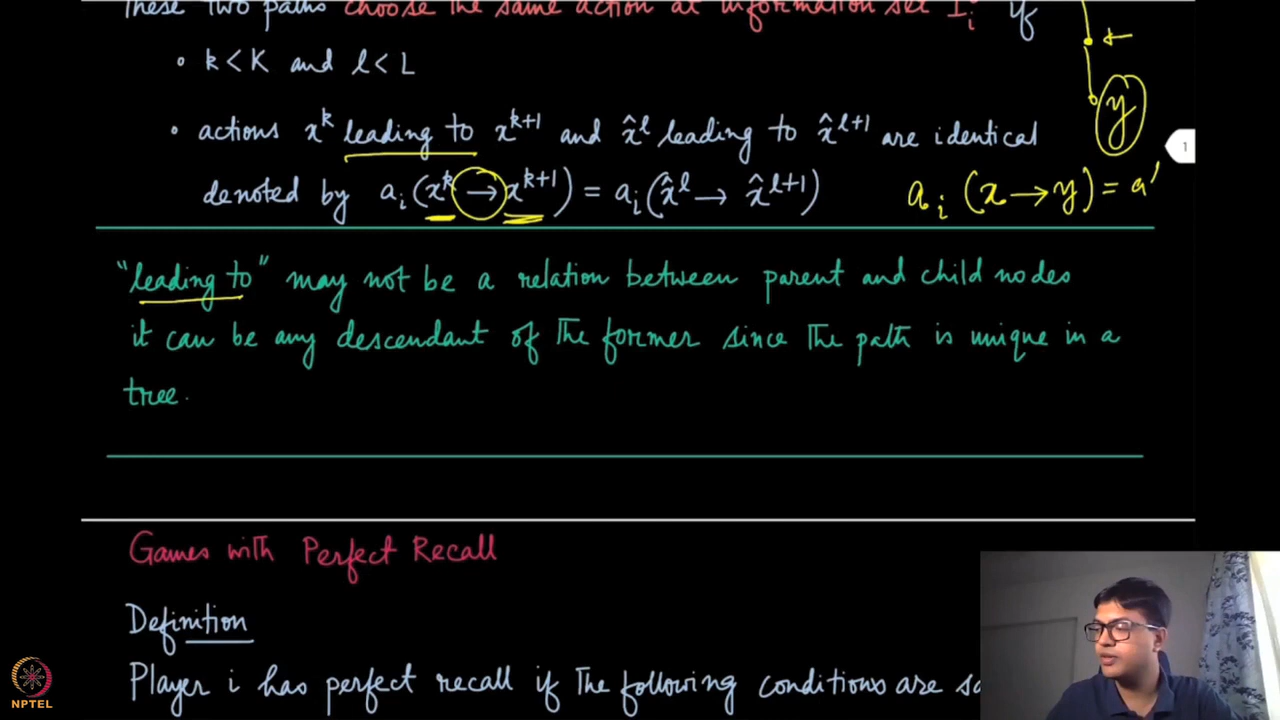 These two paths choose the same action at information set Iᵢ if
• k < K and l < L
• actions xᵏ leading to xᵏ⁺¹ and x̂ˡ leading to x̂ˡ⁺¹ are identical
denoted by aᵢ(xᵏ → xᵏ⁺¹) = aᵢ(x̂ˡ → x̂ˡ⁺¹)
y
aᵢ (x → y) = a'
1
"leading to" may not be a relation between parent and child nodes
it can be any descendant of the former since the path is unique in a
tree.
Games with Perfect Recall
Definition
Player i has perfect recall if the following conditions are
NPTEL